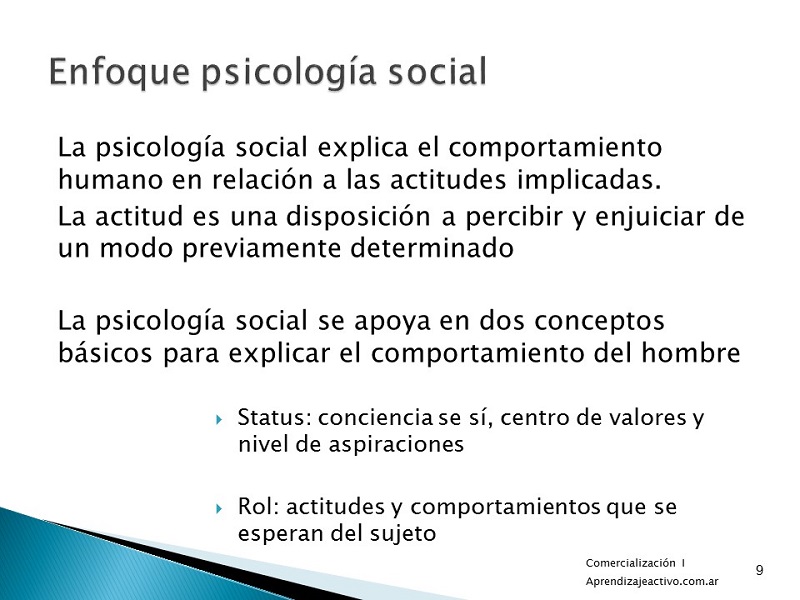 Enfoque psicología social
La psicología social explica el comportamiento
humano en relación a las actitudes implicadas.
La actitud es una disposición a percibir y enjuiciar de
un modo previamente determinado
La psicología social se apoya en dos conceptos
básicos para explicar el comportamiento del hombre
Status: conciencia se sí, centro de valores y
nivel de aspiraciones
Rol: actitudes y comportamientos que se
esperan del sujeto
Comercialización I
Aprendizajeactivo.com.ar
9